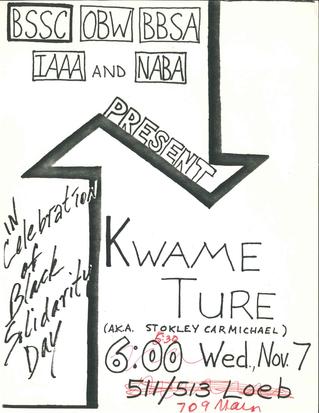 BSSC OBW BBSA
IAAA AND NABA
PRESENT
IN
Celebration
of
Black
Solidarity
Day
KWAME
TURE
(A.K.A. STOKLEY CARMICHAEL)
5:30
6:00 Wed., Nov. 7
511/513 Loeb
709 Main